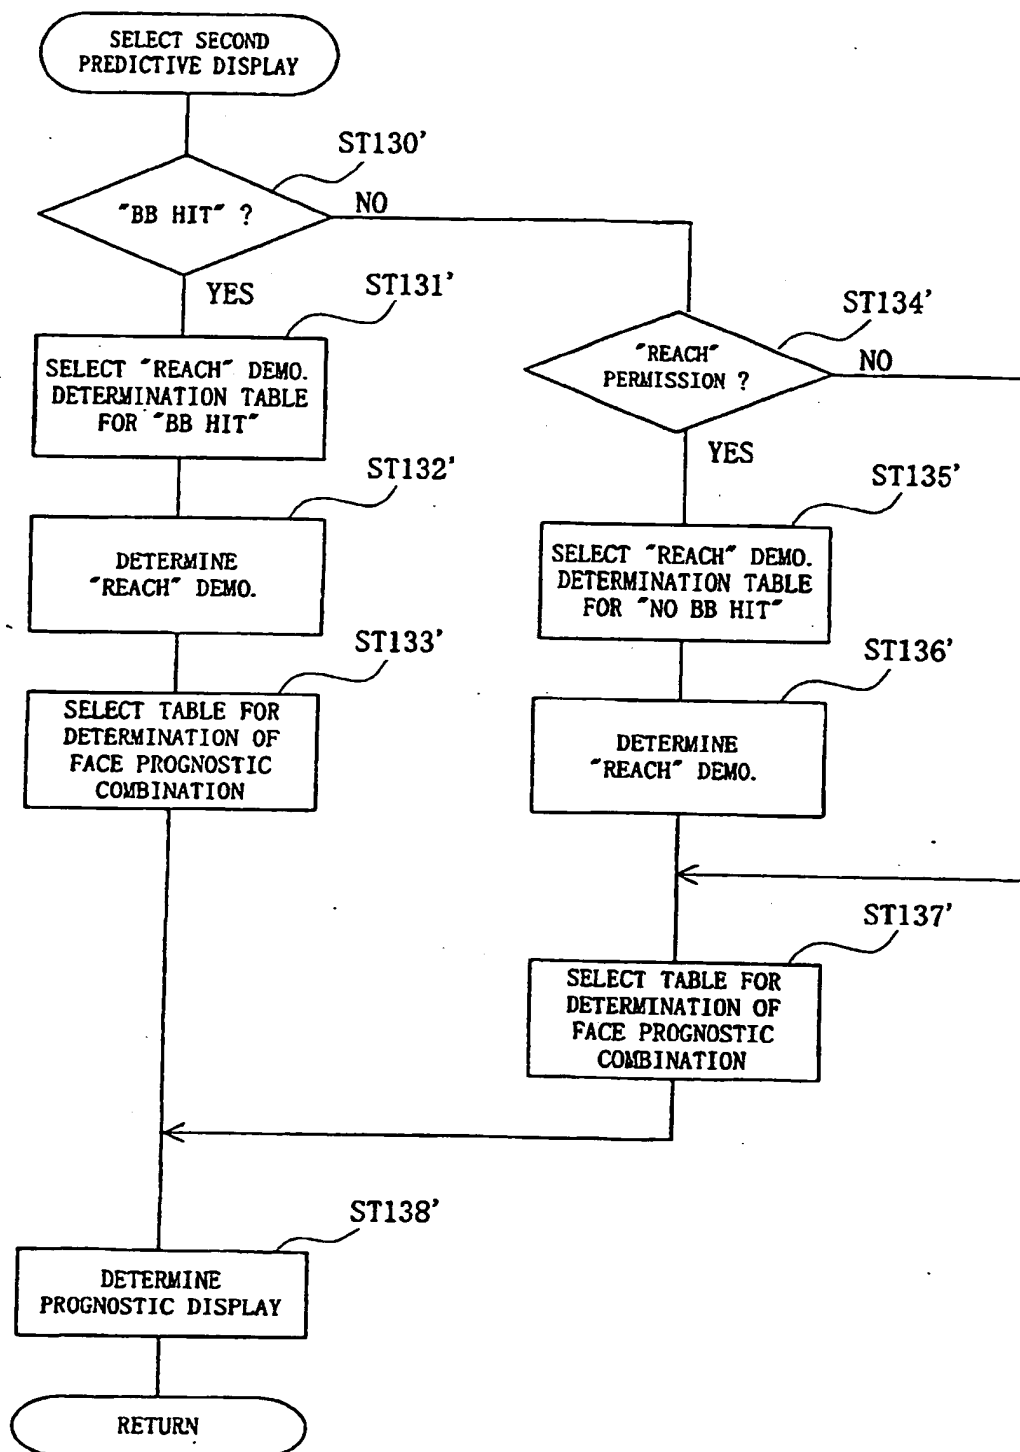 SELECT SECOND
PREDICTIVE DISPLAY
ST130'
"BB HIT" ?
NO
YES
ST131'
SELECT "REACH" DEMO.
DETERMINATION TABLE
FOR "BB HIT"
ST132'
DETERMINE
"REACH" DEMO.
ST133'
SELECT TABLE FOR
DETERMINATION OF
FACE PROGNOSTIC
COMBINATION
ST134'
"REACH"
PERMISSION ?
NO
YES
ST135'
SELECT "REACH" DEMO.
DETERMINATION TABLE
FOR "NO BB HIT"
ST136'
DETERMINE
"REACH" DEMO.
ST137'
SELECT TABLE FOR
DETERMINATION OF
FACE PROGNOSTIC
COMBINATION
ST138'
DETERMINE
PROGNOSTIC DISPLAY
RETURN